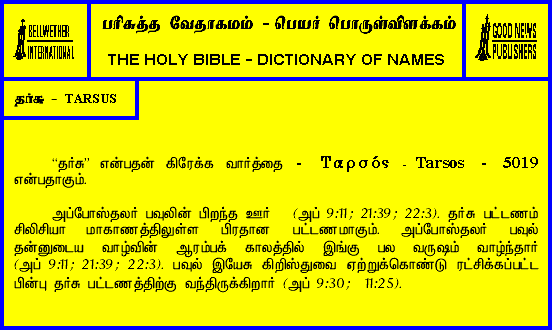 BELLWETHER
INTERNATIONAL
பரிசுத்த வேதாகமம் - பெயர் பொருள்விளக்கம்
THE HOLY BIBLE - DICTIONARY OF NAMES
GOOD NEWS
PUBLISHERS
தர்சு - TARSUS
“தர்சு” என்பதன் கிரேக்க வார்த்தை - Ταρσός - Tarsos - 5019
என்பதாகும்.
அப்போஸ்தலர் பவுலின் பிறந்த ஊர் (அப் 9:11; 21:39; 22:3). தர்சு பட்டணம்
சிலிசியா மாகாணத்திலுள்ள பிரதான பட்டணமாகும். அப்போஸ்தலர் பவுல்
தன்னுடைய வாழ்வின் ஆரம்பக் காலத்தில் இங்கு பல வருஷம் வாழ்ந்தார்
(அப் 9:11; 21:39; 22:3). பவுல் இயேசு கிறிஸ்துவை ஏற்றுக்கொண்டு ரட்சிக்கப்பட்ட
பின்பு தர்சு பட்டணத்திற்கு வந்திருக்கிறார் (அப் 9:30; 11:25).